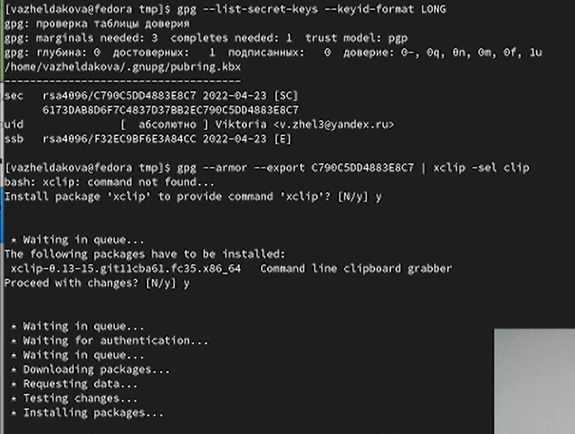 [vazheldakova@fedora tmp]$ gpg --list-secret-keys --keyid-format LONG
gpg: проверка таблицы доверия
gpg: marginals needed: 3  completes needed: 1  trust model: pgp
gpg: глубина: 0  достоверных:   1  подписанных:   0  доверие: 0-, 0q, 0n, 0m, 0f, 1u
/home/vazheldakova/.gnupg/pubring.kbx
-------------------------------------
sec   rsa4096/C790C5DD4883E8C7 2022-04-23 [SC]
      6173DAB8D6F7C4837D37BB2EC790C5DD4883E8C7
uid                 [  абсолютно ] Viktoria <v.zhel3@yandex.ru>
ssb   rsa4096/F32EC9BF6E3A84CC 2022-04-23 [E]
[vazheldakova@fedora tmp]$ gpg --armor --export C790C5DD4883E8C7 | xclip -sel clip
bash: xclip: command not found...
Install package 'xclip' to provide command 'xclip'? [N/y] y
* Waiting in queue...
The following packages have to be installed:
xclip-0.13-15.git11cba61.fc35.x86_64   Command line clipboard grabber
Proceed with changes? [N/y] y
* Waiting in queue...
* Waiting for authentication...
* Waiting in queue...
* Downloading packages...
* Requesting data...
* Testing changes...
* Installing packages...